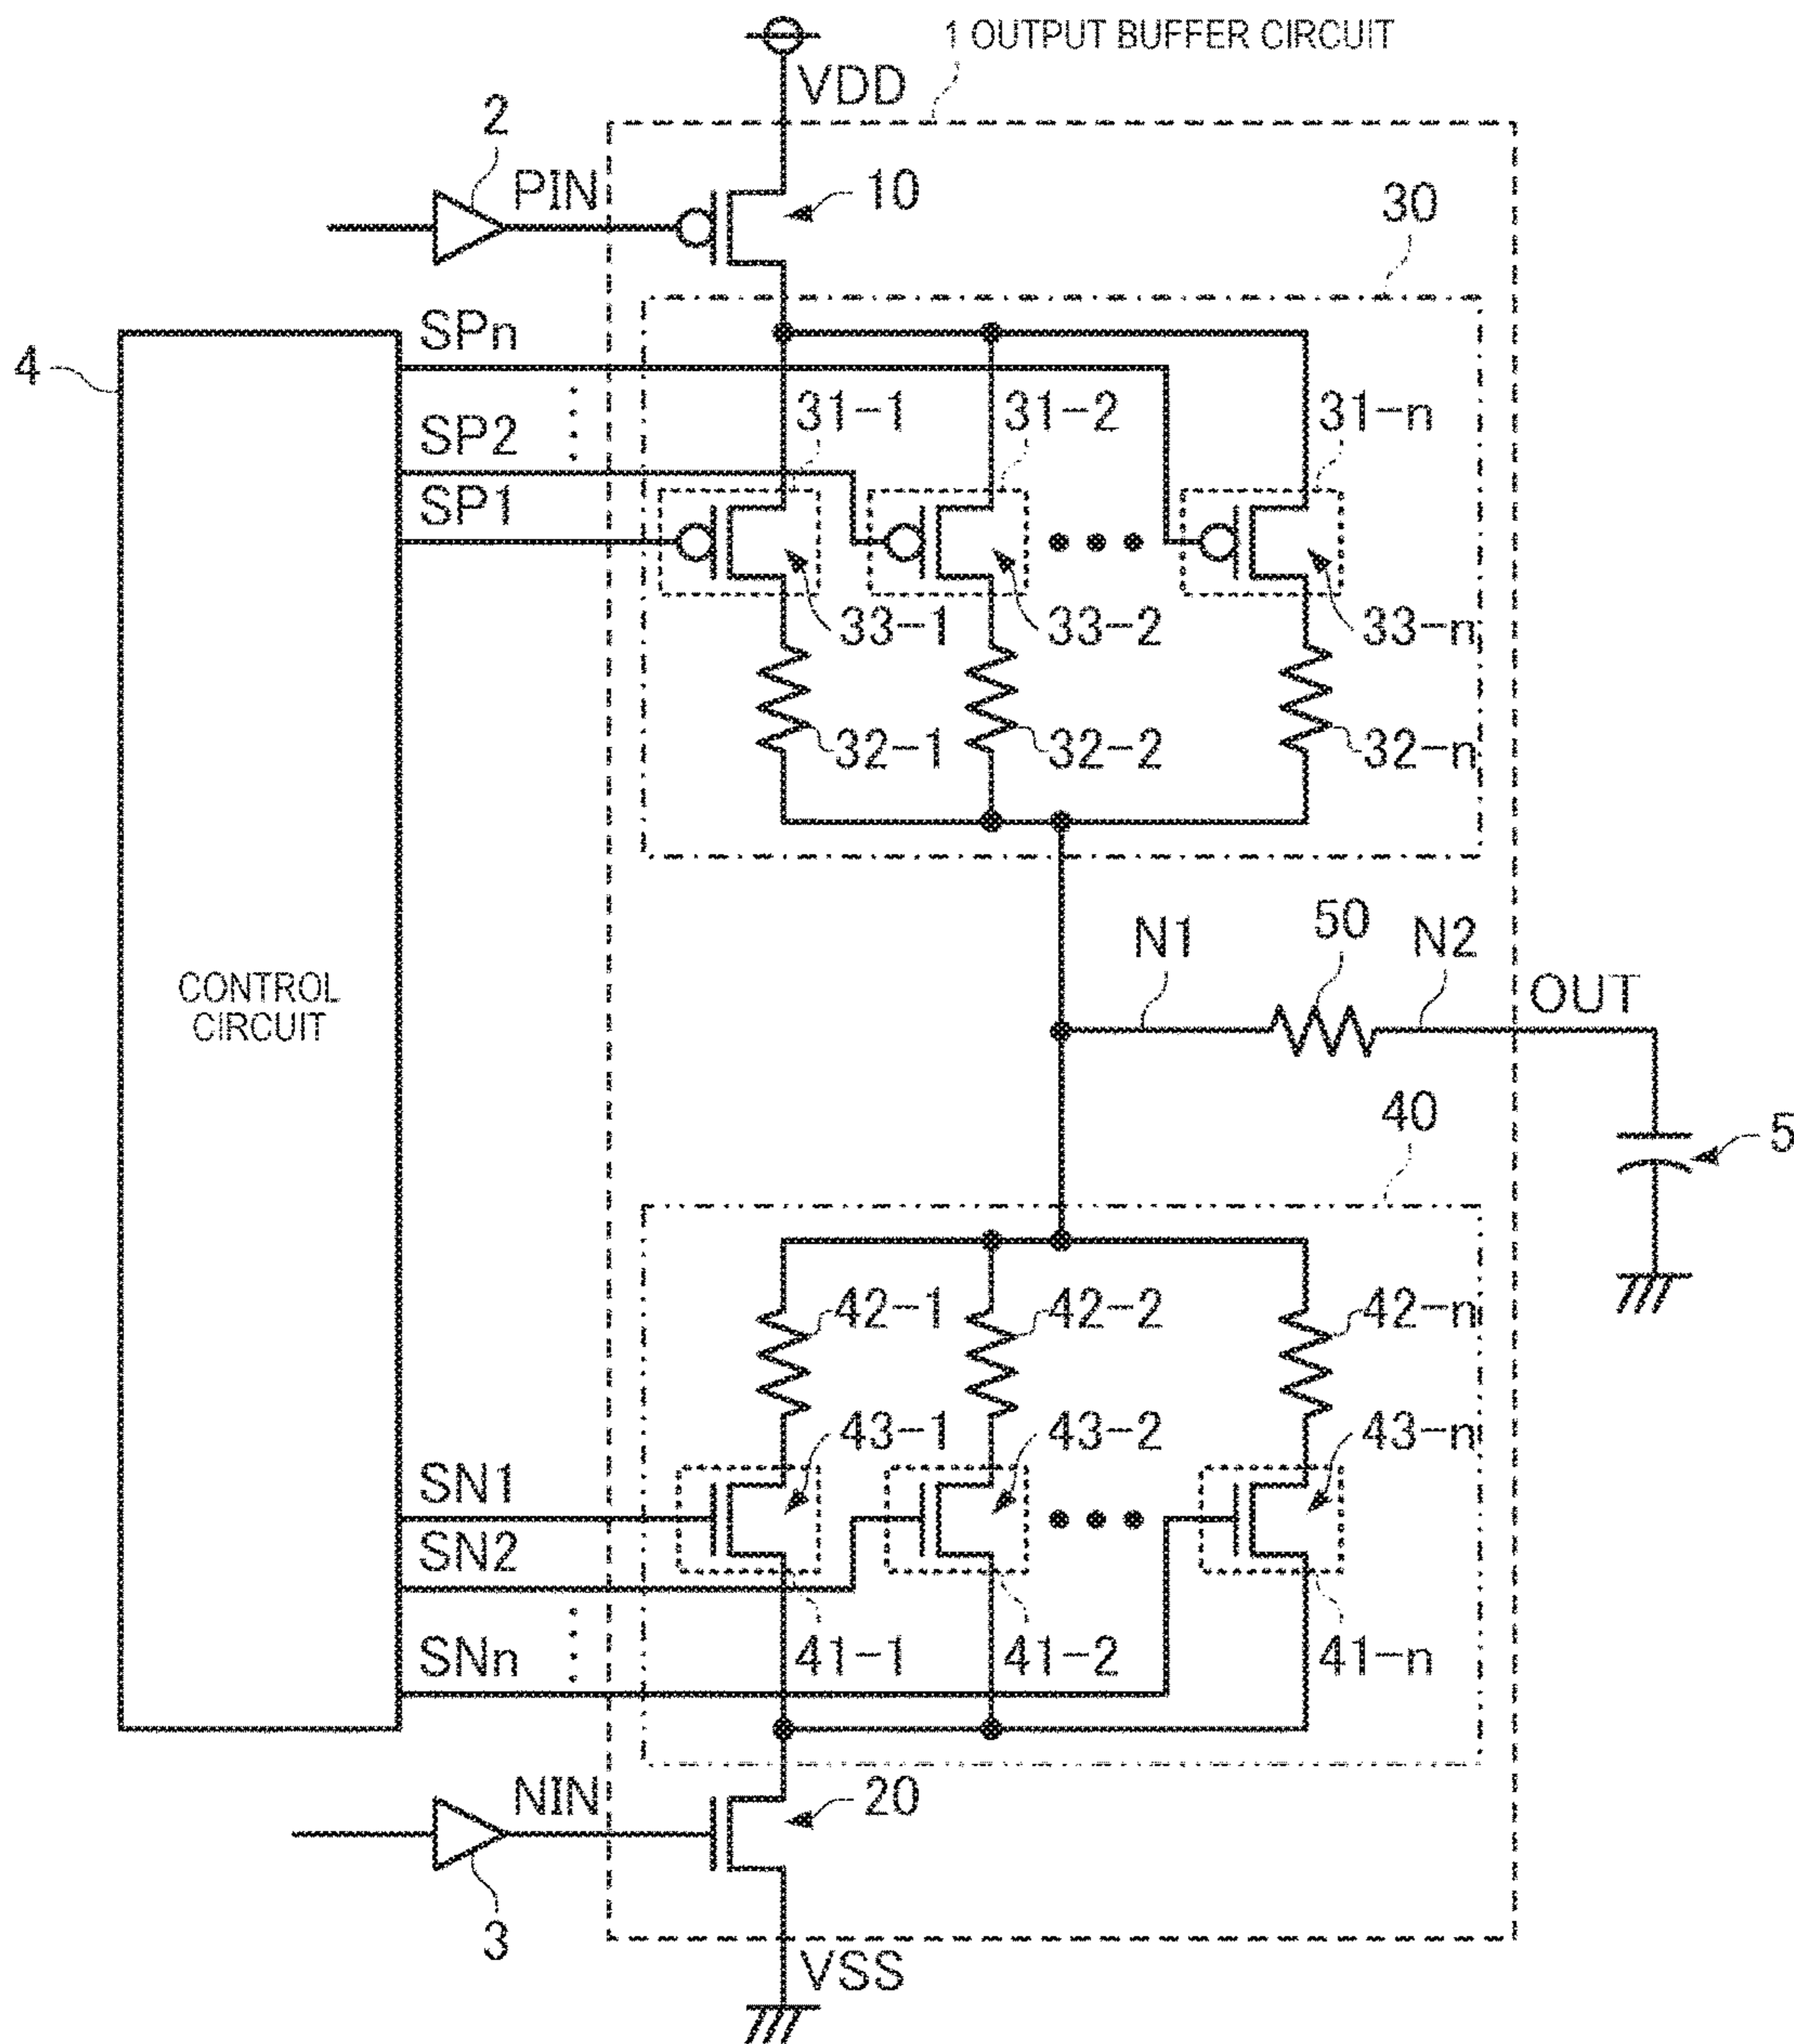 1 OUTPUT BUFFER CIRCUIT
VDD
2
PIN
10
30
SPn
4
31-1
31-2
31-n
SP2
SP1
33-1
33-2
33-n
32-1
32-2
32-n
50
N1
N2
CONTROL
CIRCUIT
OUT
40
5
42-1
42-2
42-n
43-1
43-2
43-n
SN1
SN2
SNn
41-1
41-2
41-n
NIN
20
3
VSS